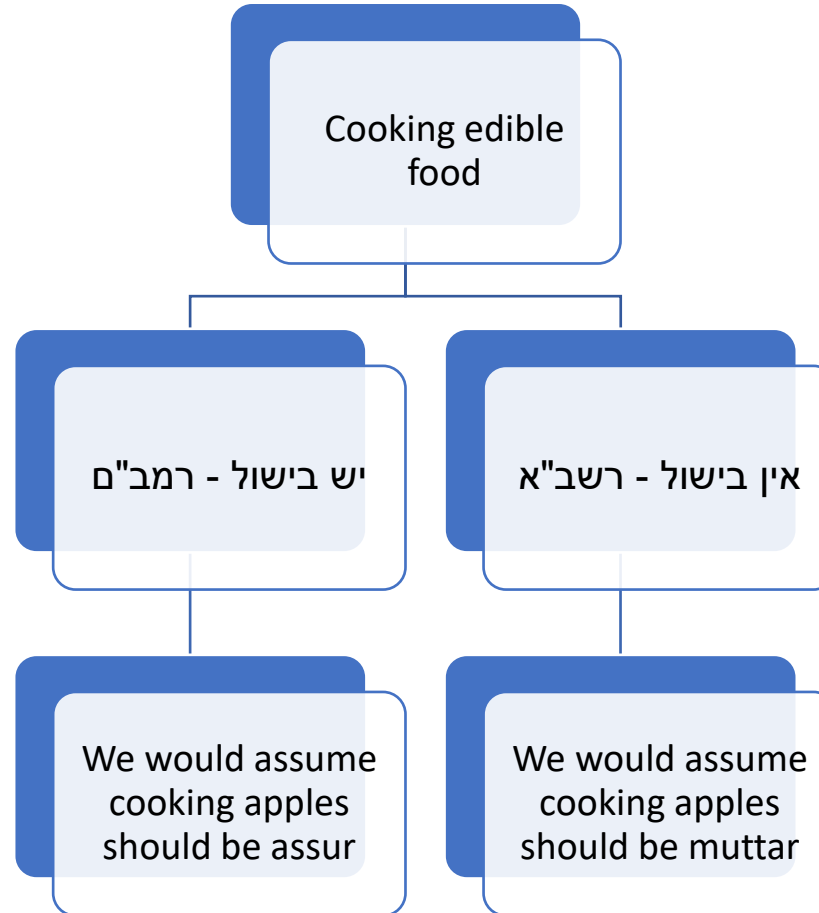 Cooking edible
food
יש בישול - רמב"ם
אין בישול - רשב"א
We would assume
cooking apples
should be assur
We would assume
cooking apples
should be muttar